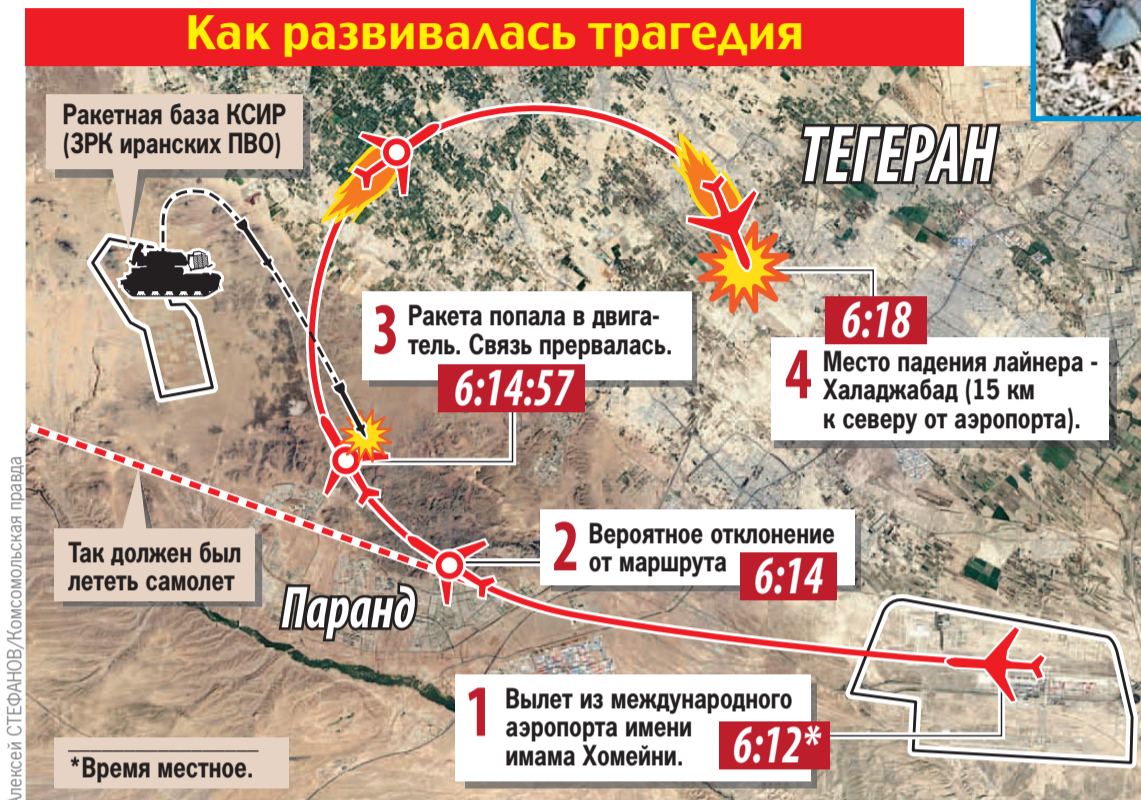 Как развивалась трагедия
Ракетная база КСИР
(ЗРК иранских ПВО)
ТЕГЕРАН
3 Ракета попала в двига-
тель. Связь прервалась.
6:14:57
6:18
4 Место падения лайнера -
Халаджабад (15 км
к северу от аэропорта).
Так должен был
лететь самолет
2 Вероятное отклонение
от маршрута
6:14
Паранд
1 Вылет из международного
аэропорта имени
имама Хомейни.
6:12*
*Время местное.
Алексей СТЕФАНОВ/Комсомольская правда